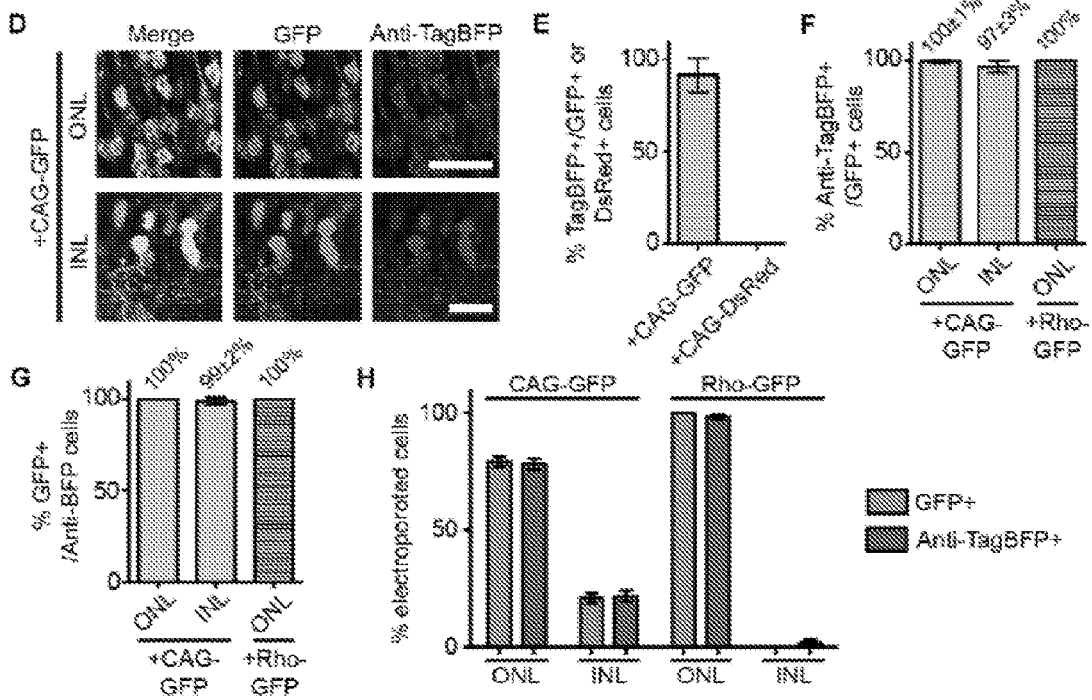 D
Merge GFP Anti-TagBFP
+CAG-GFP
ONL
INL
E
% TagBFP+/GFP+ or
DsRed+ cells
100
50
0
+CAG-GFP
+CAG-DsRed
F
% Anti-TagBFP+
/GFP+ cells
100±1% 97±3% 100%
100
50
0
ONL INL ONL
+CAG-
GFP
+Rho-
GFP
G
% GFP+
/Anti-BFP cells
100% 99±2% 100%
100
50
0
ONL INL ONL
+CAG-
GFP
+Rho-
GFP
H
% electroporated cells
CAG-GFP Rho-GFP
100
50
0
ONL INL ONL INL
GFP+
Anti-TagBFP+